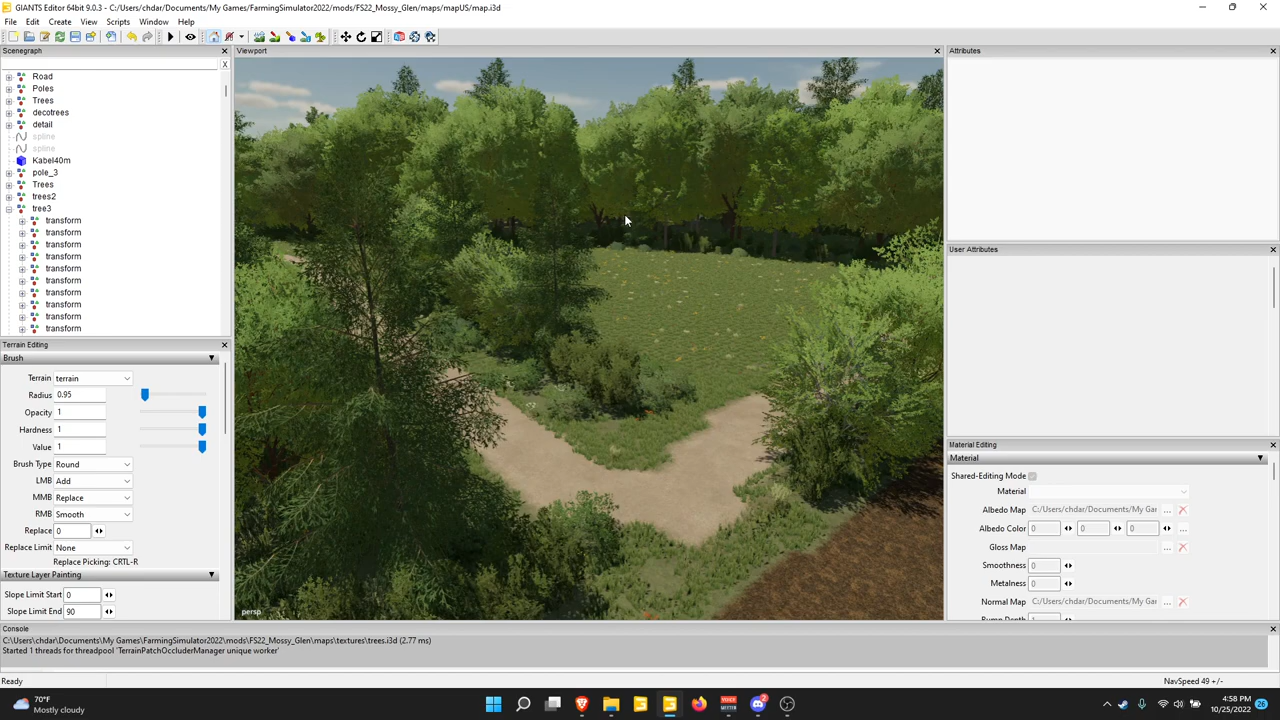 GIANTS Editor 64bit 9.0.3 - C:/Users/chdar/Documents/My Games/FarmingSimulator2022/mods/FS22_Mossy_Glen/maps/mapUS/map.i3d
File Edit Create View Scripts Window Help
Scenegraph
Viewport
Attributes
X
Road
Poles
Trees
decotrees
detail
spline
spline
Kabel40m
pole_3
Trees
trees2
tree3
transform
transform
transform
transform
transform
transform
transform
transform
transform
transform
persp
User Attributes
Terrain Editing
Brush
Terrain terrain
Radius 0.95
Opacity 1
Hardness 1
Value 1
Brush Type Round
LMB Add
MMB Replace
RMB Smooth
Replace 0
Replace Limit None
Replace Picking: CRTL-R
Texture Layer Painting
Slope Limit Start 0
Slope Limit End 90
Material Editing
Material
Shared-Editing Mode
Material
Albedo Map C:/Users/chdar/Documents/My Gar ...
Albedo Color 0 0 0 ...
Gloss Map ...
Smoothness 0
Metalness 0
Normal Map C:/Users/chdar/Documents/My Gar ...
Bump Depth 1
Console
C:\Users\chdar\Documents\My Games\FarmingSimulator2022\mods\FS22_Mossy_Glen\maps\textures\trees.i3d (2.77 ms)
Started 1 threads for threadpool 'TerrainPatchOccluderManager unique worker'
Ready
NavSpeed 49 +/-
70°F
Mostly cloudy
4:58 PM
10/25/2022
26